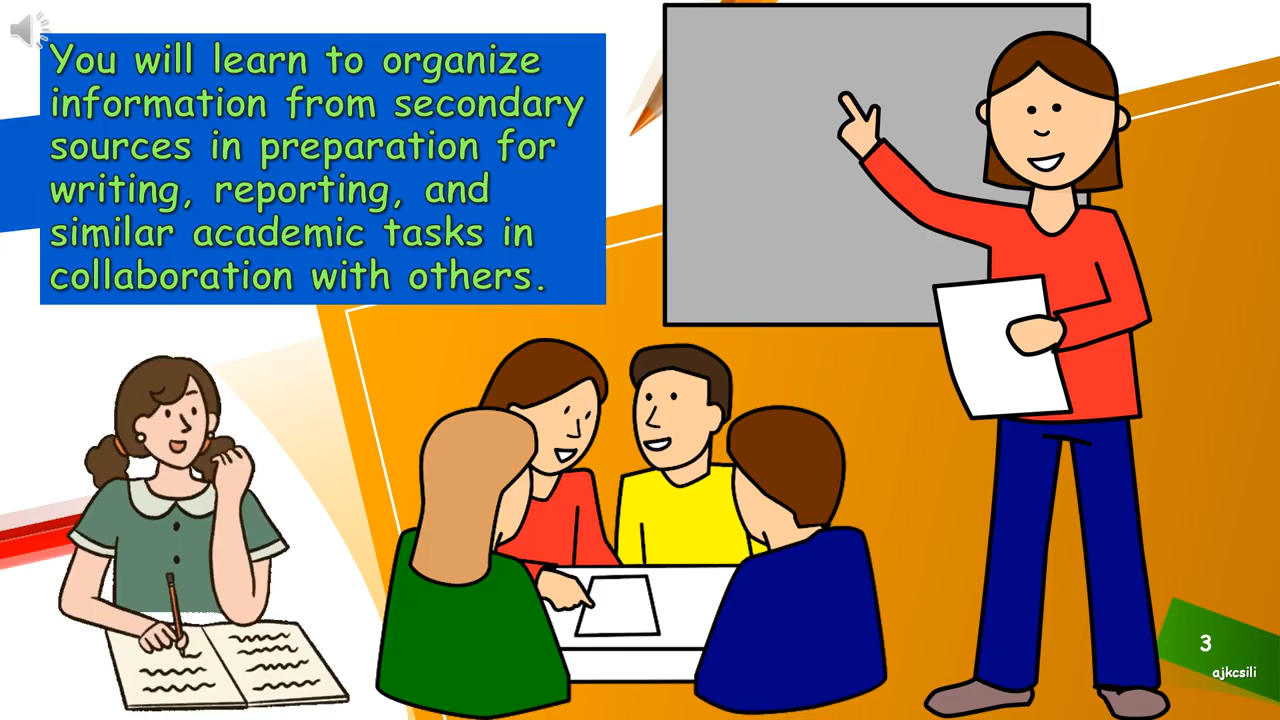 You will learn to organize
information from secondary
sources in preparation for
writing, reporting, and
similar academic tasks in
collaboration with others.
3
ajkcsili